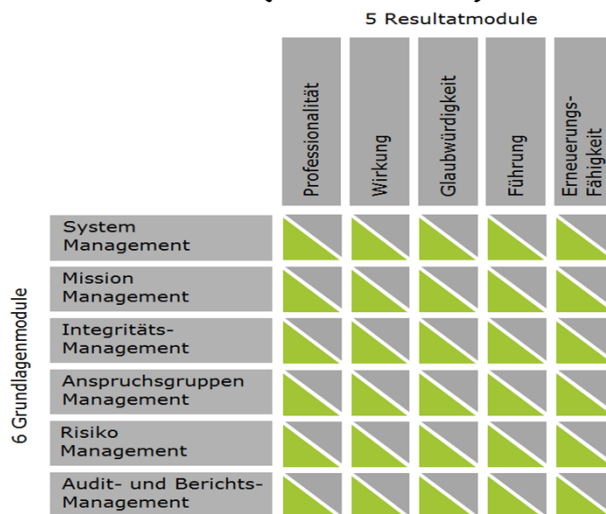 5 Resultatmodule
Professionalität
Wirkung
Glaubwürdigkeit
Führung
Erneuerungs-
Fähigkeit
6 Grundlagenmodule
System
Management
Mission
Management
Integritäts-
Management
Anspruchsgruppen
Management
Risiko
Management
Audit- und Berichts-
Management